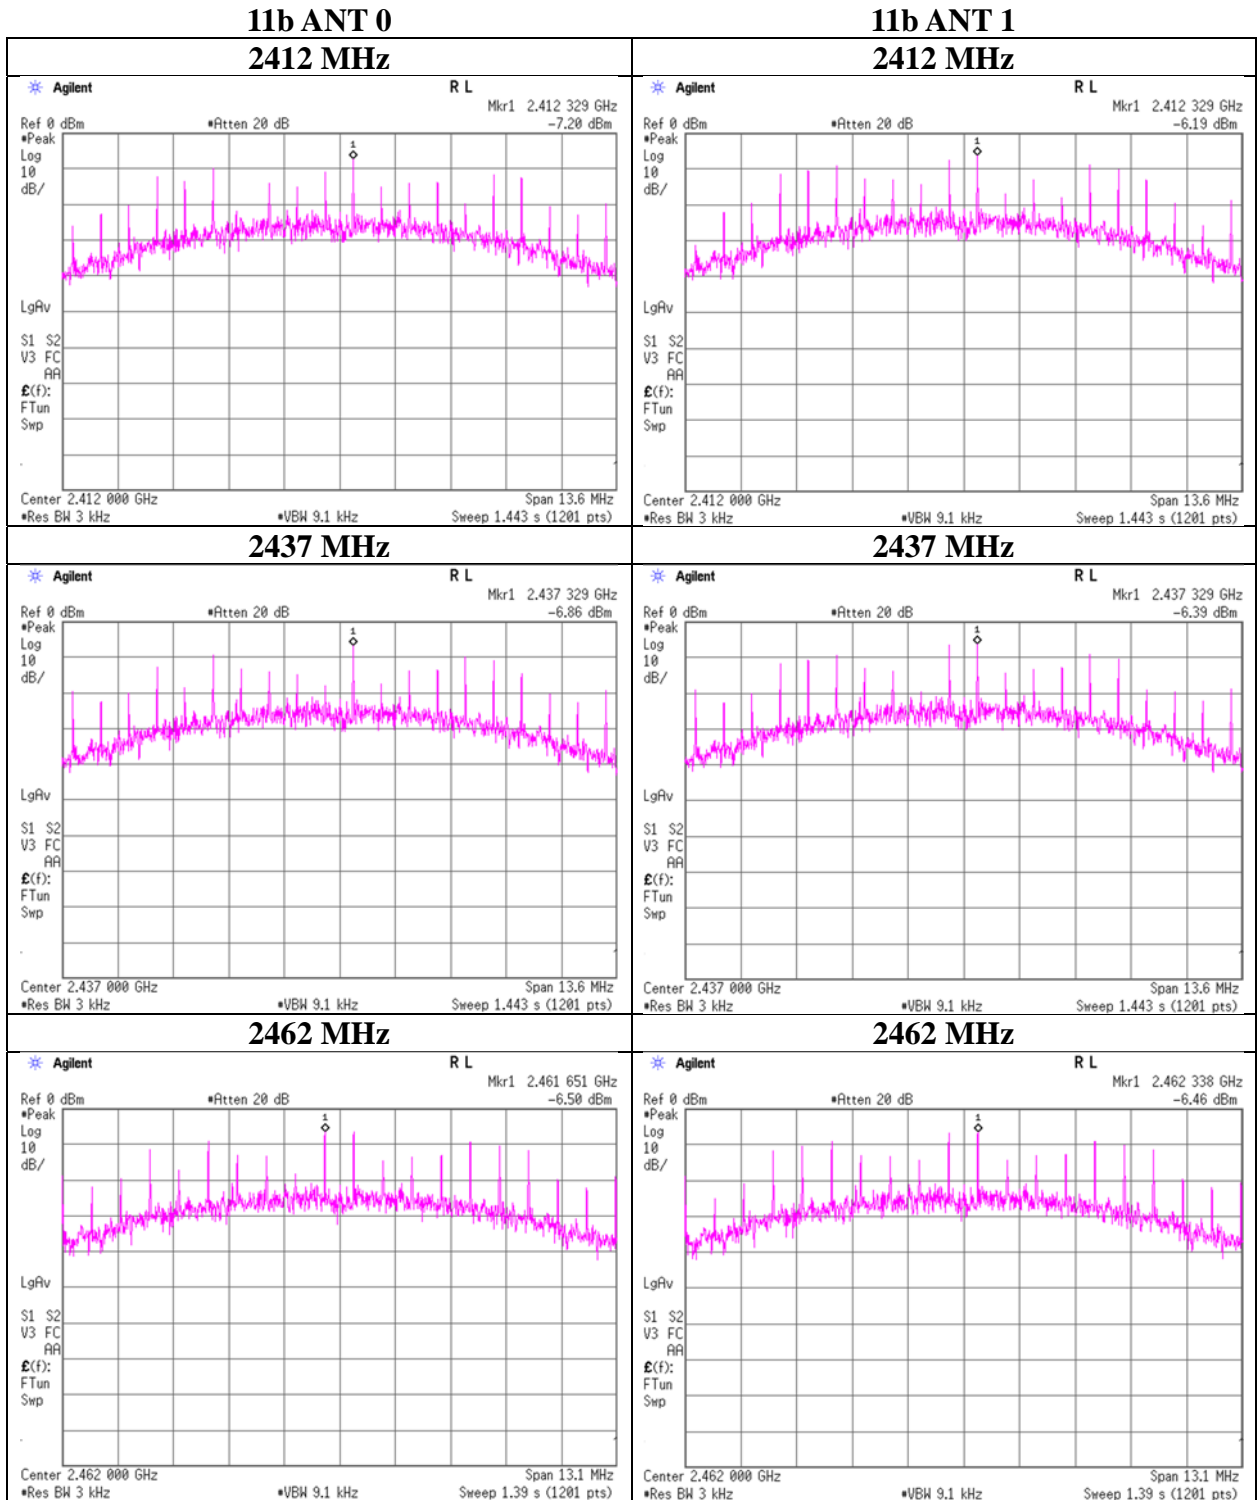 11b ANT 0
11b ANT 1
2412 MHz
2412 MHz
Agilent R L
Mkr1 2.412 329 GHz
Ref 0 dBm *Atten 20 dB -7.20 dBm
*Peak
Log
10
dB/
1
LgAv
S1 S2
V3 FC
AA
£(f):
FTun
Swp
Center 2.412 000 GHz Span 13.6 MHz
*Res BW 3 kHz *VBW 9.1 kHz Sweep 1.443 s (1201 pts)
Agilent R L
Mkr1 2.412 329 GHz
Ref 0 dBm *Atten 20 dB -6.19 dBm
*Peak
Log
10
dB/
1
LgAv
S1 S2
V3 FC
AA
£(f):
FTun
Swp
Center 2.412 000 GHz Span 13.6 MHz
*Res BW 3 kHz *VBW 9.1 kHz Sweep 1.443 s (1201 pts)
2437 MHz
2437 MHz
Agilent R L
Mkr1 2.437 329 GHz
Ref 0 dBm *Atten 20 dB -6.86 dBm
*Peak
Log
10
dB/
1
LgAv
S1 S2
V3 FC
AA
£(f):
FTun
Swp
Center 2.437 000 GHz Span 13.6 MHz
*Res BW 3 kHz *VBW 9.1 kHz Sweep 1.443 s (1201 pts)
Agilent R L
Mkr1 2.437 329 GHz
Ref 0 dBm *Atten 20 dB -6.39 dBm
*Peak
Log
10
dB/
1
LgAv
S1 S2
V3 FC
AA
£(f):
FTun
Swp
Center 2.437 000 GHz Span 13.6 MHz
*Res BW 3 kHz *VBW 9.1 kHz Sweep 1.443 s (1201 pts)
2462 MHz
2462 MHz
Agilent R L
Mkr1 2.461 651 GHz
Ref 0 dBm *Atten 20 dB -6.50 dBm
*Peak
Log
10
dB/
1
LgAv
S1 S2
V3 FC
AA
£(f):
FTun
Swp
Center 2.462 000 GHz Span 13.1 MHz
*Res BW 3 kHz *VBW 9.1 kHz Sweep 1.39 s (1201 pts)
Agilent R L
Mkr1 2.462 338 GHz
Ref 0 dBm *Atten 20 dB -6.46 dBm
*Peak
Log
10
dB/
1
LgAv
S1 S2
V3 FC
AA
£(f):
FTun
Swp
Center 2.462 000 GHz Span 13.1 MHz
*Res BW 3 kHz *VBW 9.1 kHz Sweep 1.39 s (1201 pts)